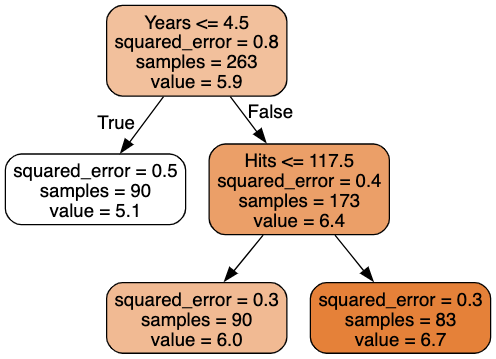 Years <= 4.5
squared_error = 0.8
samples = 263
value = 5.9
True
False
squared_error = 0.5
samples = 90
value = 5.1
Hits <= 117.5
squared_error = 0.4
samples = 173
value = 6.4
squared_error = 0.3
samples = 90
value = 6.0
squared_error = 0.3
samples = 83
value = 6.7